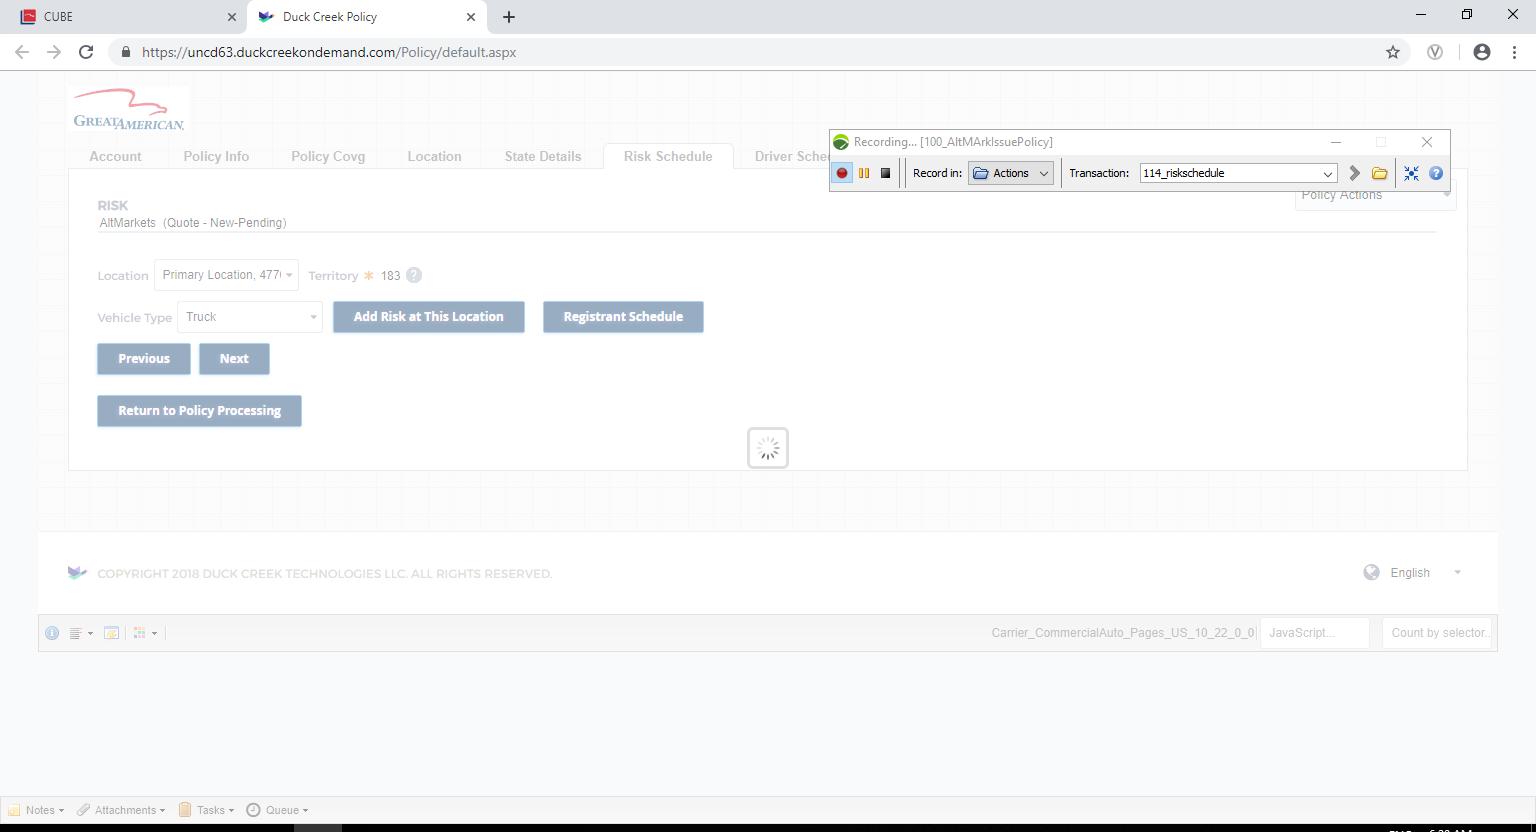 CUBE
Duck Creek Policy
https://uncd63.duckcreekondemand.com/Policy/default.aspx
GREATAMERICAN.
Recording... [100_AltMArkIssuePolicy]
Account Policy Info Policy Covg Location State Details Risk Schedule Driver Sche
Record in: Actions Transaction: 114_riskschedule
Policy Actions
RISK
AltMarkets (Quote - New-Pending)
Location Primary Location, 477 Territory * 183 ?
Vehicle Type Truck Add Risk at This Location Registrant Schedule
Previous Next
Return to Policy Processing
COPYRIGHT 2018 DUCK CREEK TECHNOLOGIES LLC. ALL RIGHTS RESERVED.
English
Carrier_CommercialAuto_Pages_US_10_22_0_0 JavaScript... Count by selector..
Notes Attachments Tasks Queue